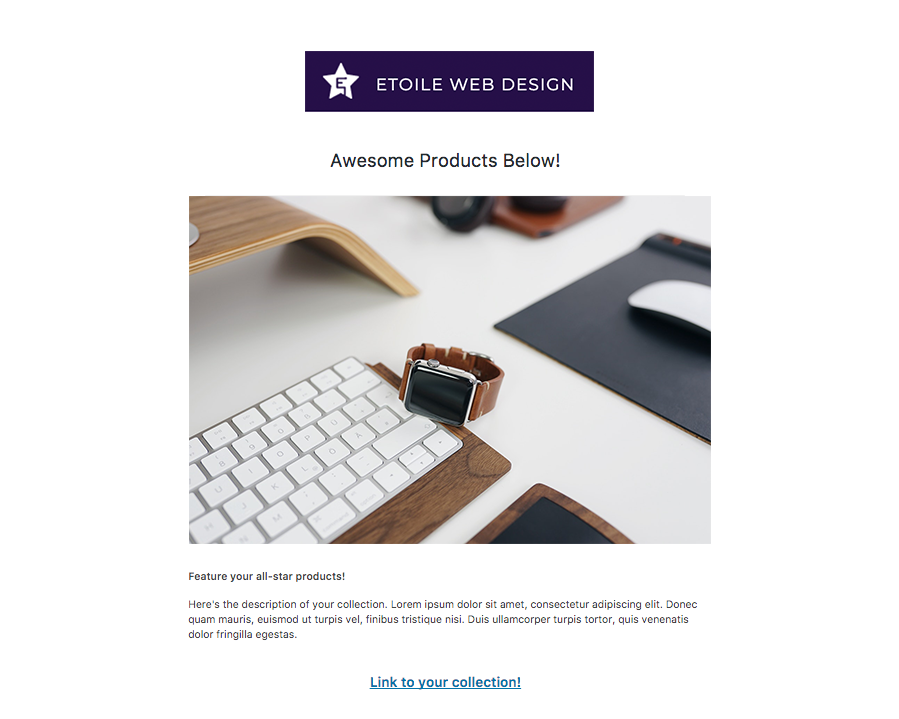 E
ETOILE WEB DESIGN
Awesome Products Below!
command
option
Feature your all-star products!
Here's the description of your collection. Lorem ipsum dolor sit amet, consectetur adipiscing elit. Donec
quam mauris, euismod ut turpis vel, finibus tristique nisi. Duis ullamcorper turpis tortor, quis venenatis
dolor fringilla egestas.
Link to your collection!